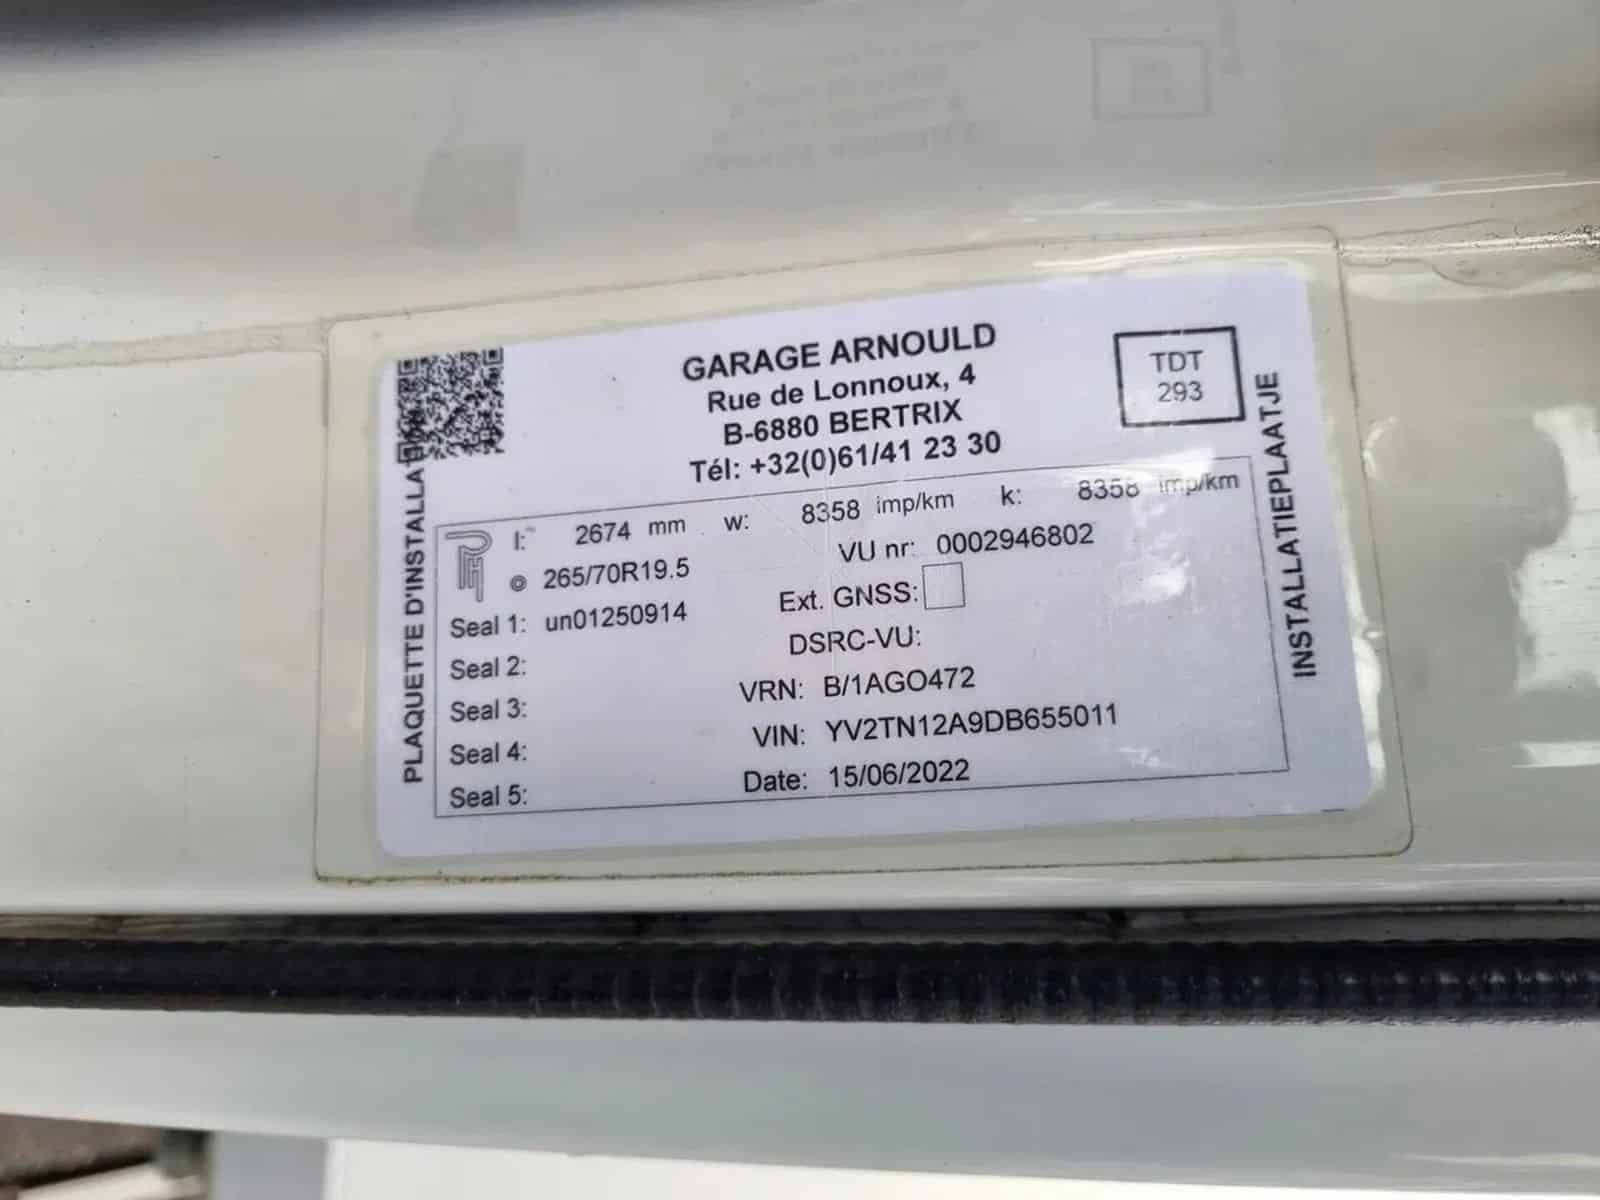 GARAGE ARNOULD
Rue de Lonnoux, 4
B-6880 BERTRIX
Tél: +32(0)61/41 23 30
TDT
293
PLAQUETTE D'INSTALLA
INSTALLATIEPLAATJE
l: 2674 mm w: 8358 imp/km k: 8358 imp/km
265/70R19.5 VU nr: 0002946802
Seal 1: un01250914 Ext. GNSS:
Seal 2: DSRC-VU:
Seal 3: VRN: B/1AGO472
Seal 4: VIN: YV2TN12A9DB655011
Seal 5: Date: 15/06/2022